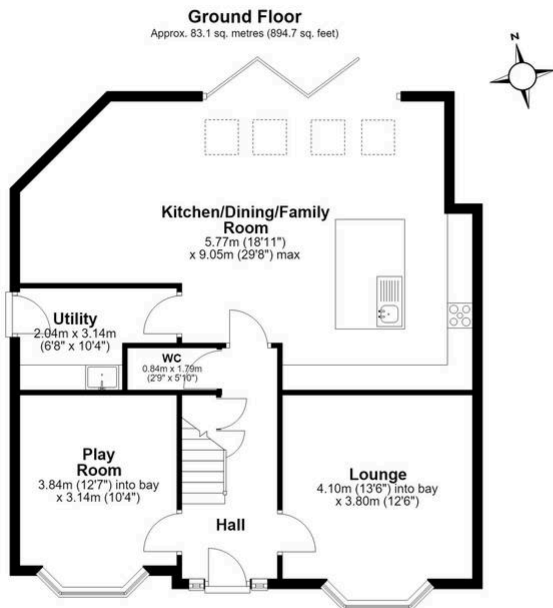 Ground Floor
Approx. 83.1 sq. metres (894.7 sq. feet)
N
Kitchen/Dining/Family
Room
5.77m (18'11")
x 9.05m (29'8") max
Utility
2.04m x 3.14m
(6'8" x 10'4")
WC
0.84m x 1.79m
(2'9" x 5'10")
Play
Room
3.84m (12'7") into bay
x 3.14m (10'4")
Lounge
4.10m (13'6") into bay
x 3.80m (12'6")
Hall